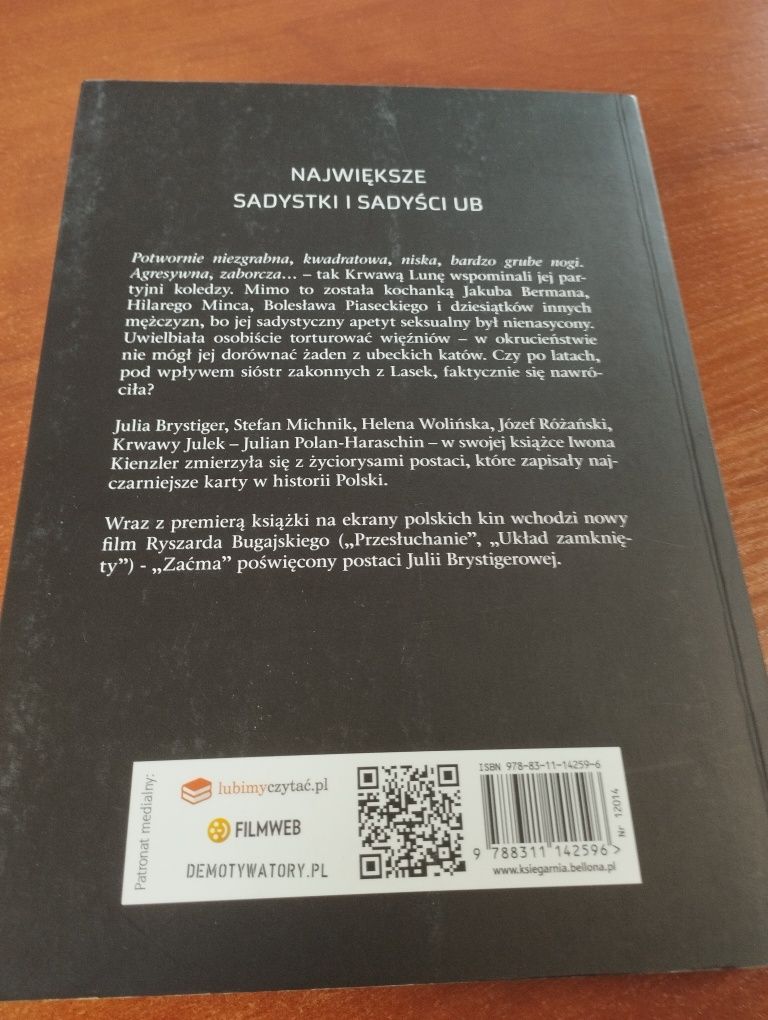 NAJWIĘKSZE
SADYSTKI I SADYŚCI UB
Potwornie niezgrabna, kwadratowa, niska, bardzo grube nogi.
Agresywna, zaborcza... – tak Krwawą Lunę wspominali jej par-
tyjni koledzy. Mimo to została kochanką Jakuba Bermana,
Hilarego Minca, Bolesława Piaseckiego i dziesiątków innych
mężczyzn, bo jej sadystyczny apetyt seksualny był nienasycony.
Uwielbiała osobiście torturować więźniów – w okrucieństwie
nie mógł jej dorównać żaden z ubeckich katów. Czy po latach,
pod wpływem sióstr zakonnych z Lasek, faktycznie się nawró-
ciła?
Julia Brystiger, Stefan Michnik, Helena Wolińska, Józef Różański,
Krwawy Julek – Julian Polan-Haraschin – w swojej książce Iwona
Kienzler zmierzyła się z życiorysami postaci, które zapisały naj-
czarniejsze karty w historii Polski.
Wraz z premierą książki na ekrany polskich kin wchodzi nowy
film Ryszarda Bugajskiego („Przesłuchanie”, „Układ zamknię-
ty”) - „Zaćma” poświęcony postaci Julii Brystigerowej.
Patronat medialny:
lubimyczytać.pl
FILMWEB
DEMOTYWATORY.PL
ISBN 978-83-11-14259-6
9 788311 142596 >
www.ksiegarnia.bellona.pl
Nr 12014